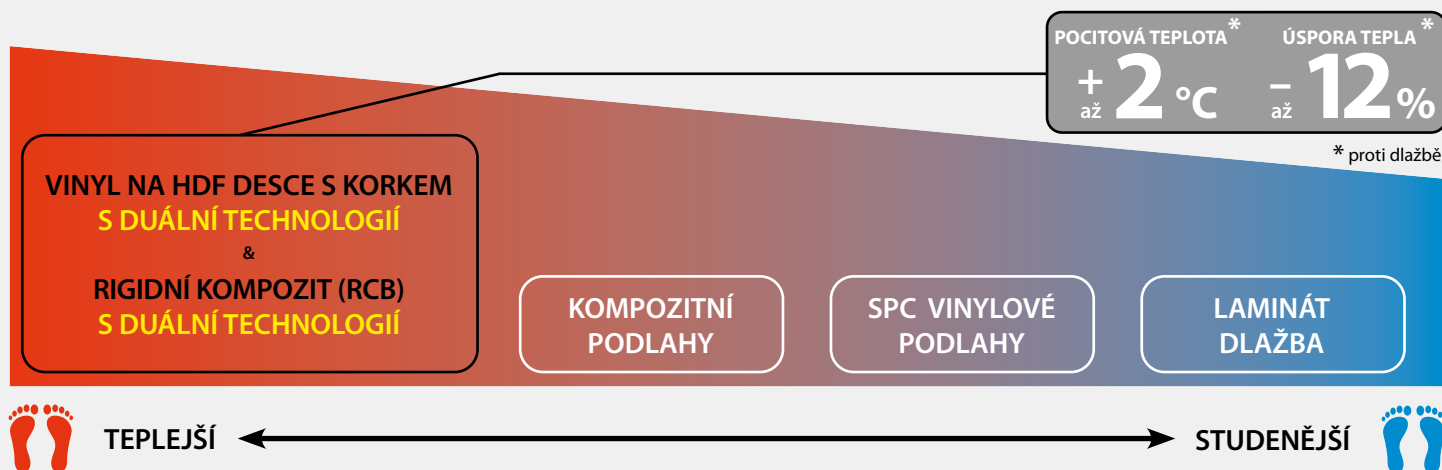 POCITOVÁ TEPLOTA*
+ až 2 °C
ÚSPORA TEPLA*
– až 12 %
* proti dlažbě
VINYL NA HDF DESCE S KORKEM
S DUÁLNÍ TECHNOLOGIÍ
&
RIGIDNÍ KOMPOZIT (RCB)
S DUÁLNÍ TECHNOLOGIÍ
KOMPOZITNÍ
PODLAHY
SPC VINYLOVÉ
PODLAHY
LAMINÁT
DLAŽBA
TEPLEJŠÍ
STUDENĚJŠÍ